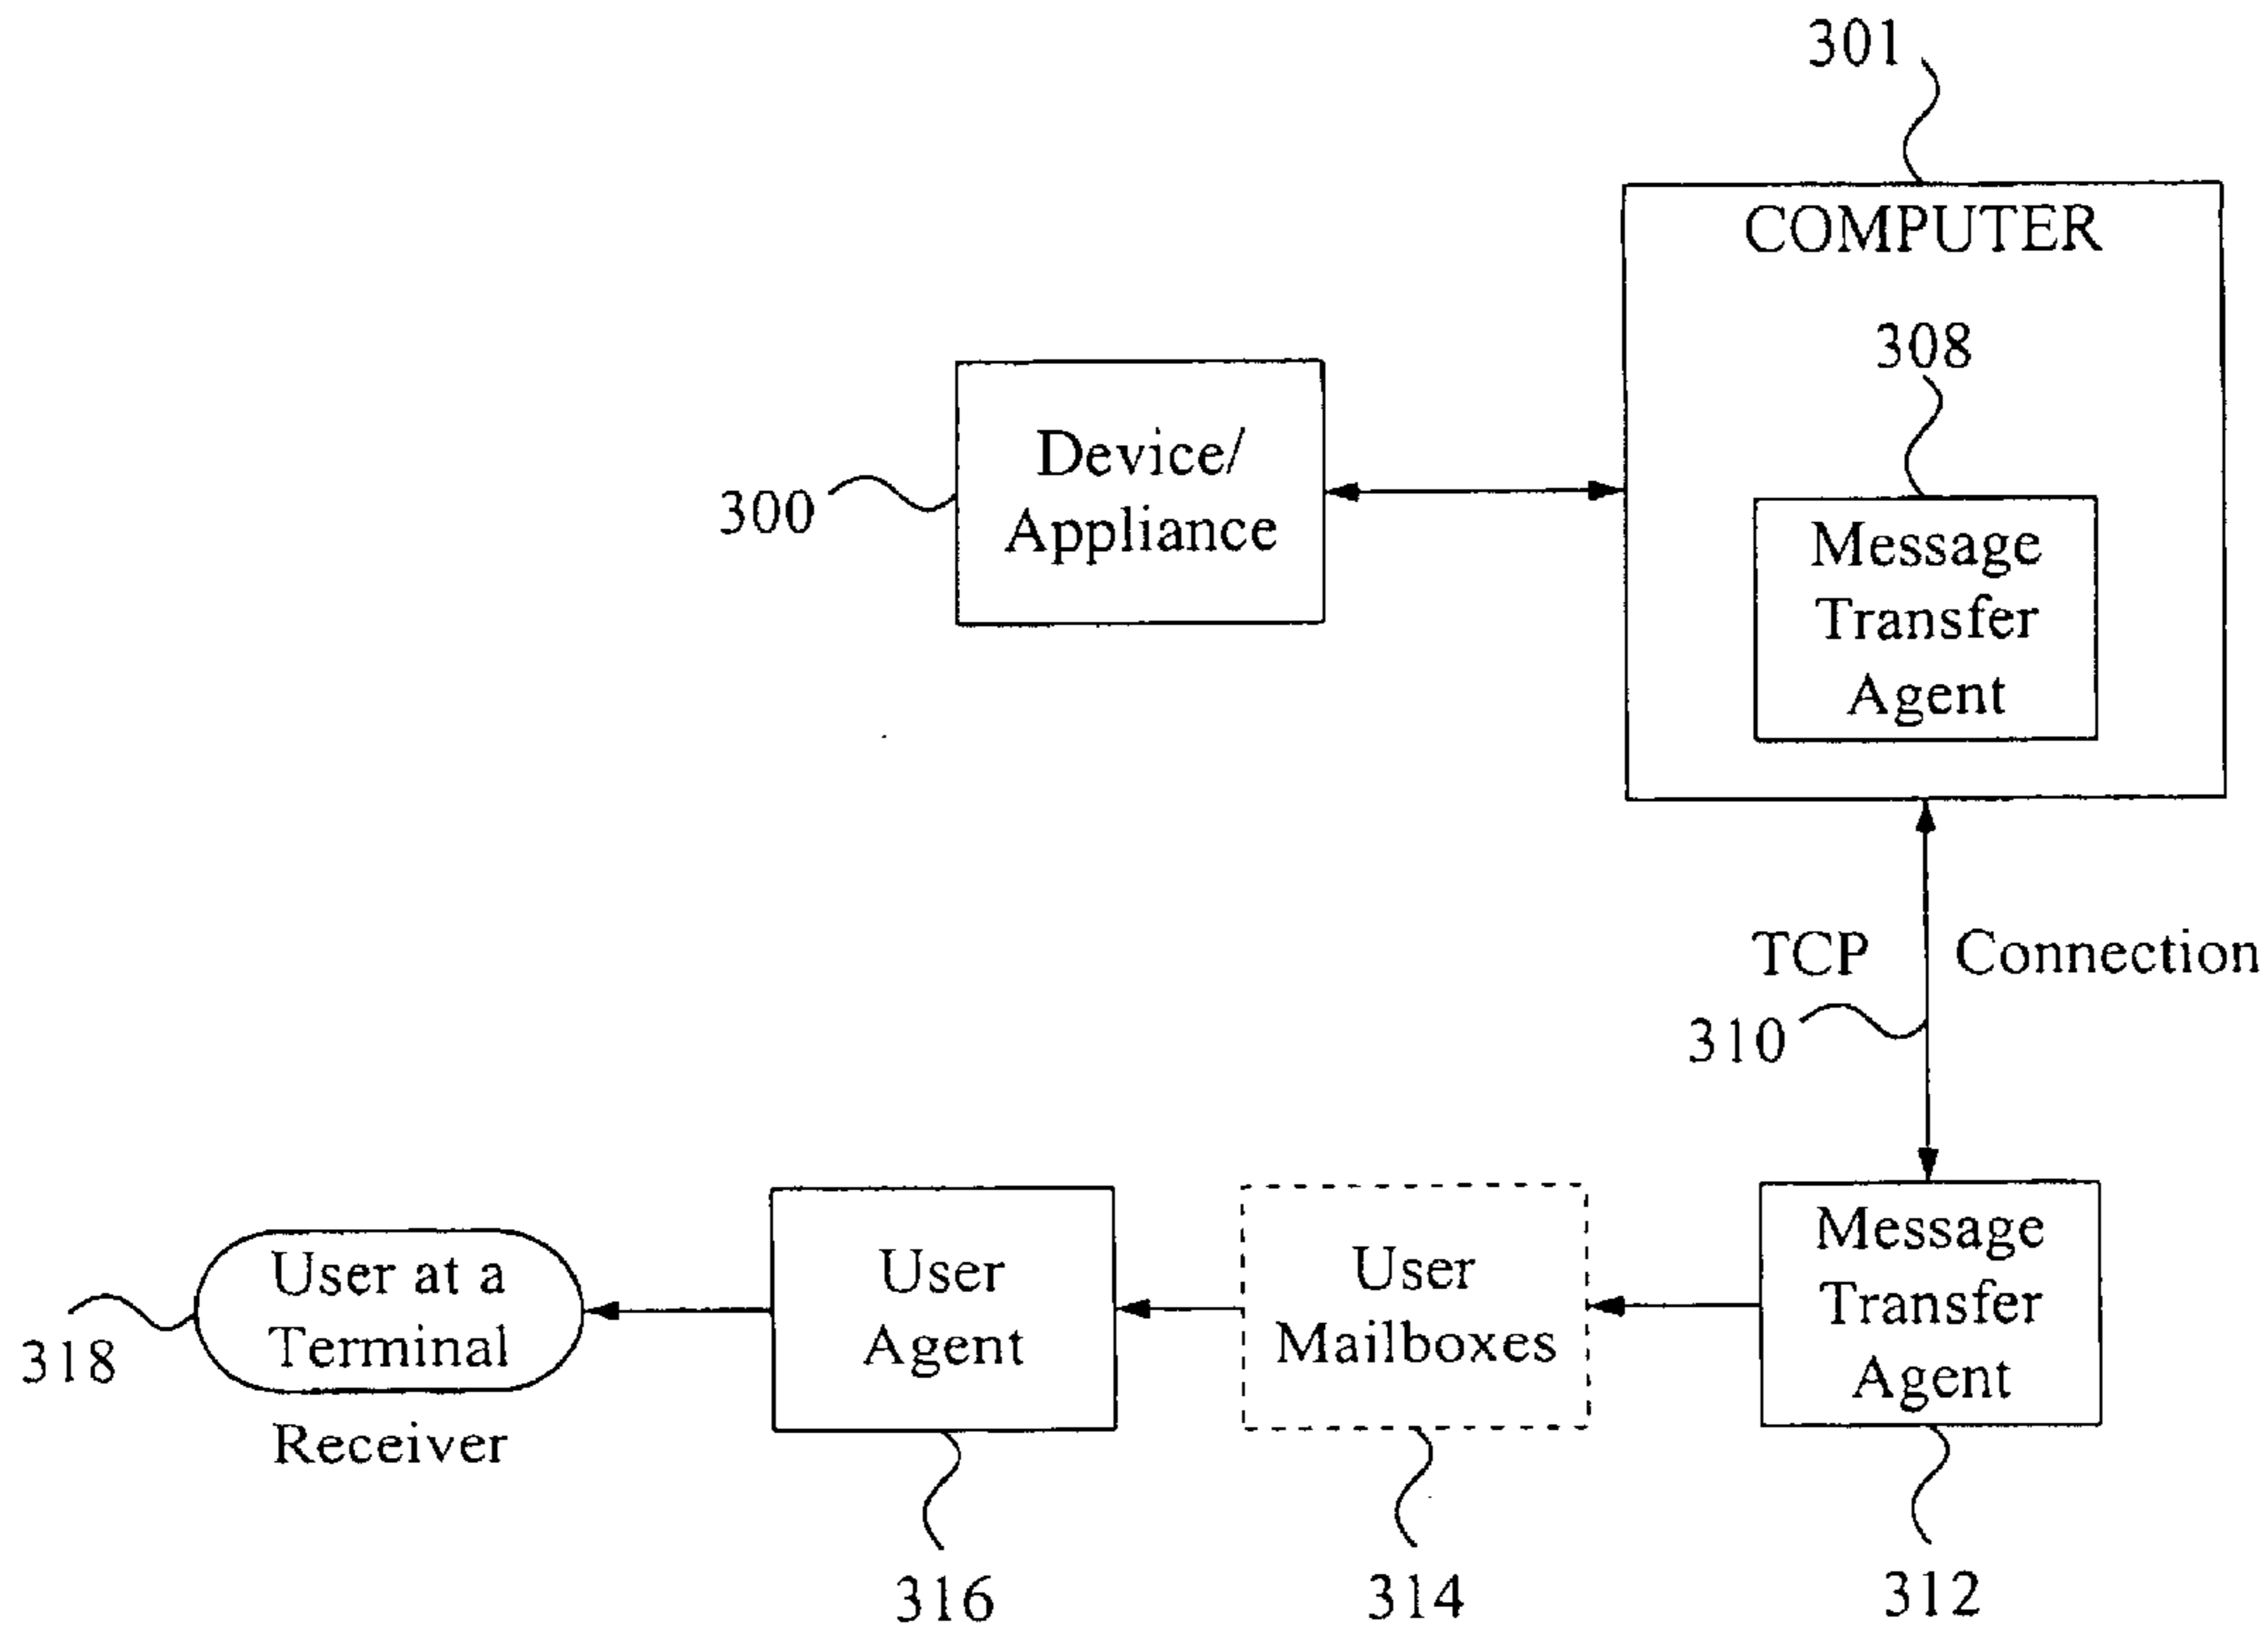 301
COMPUTER
308
Device/
Appliance
300
Message
Transfer
Agent
TCP Connection
310
User at a
Terminal
Receiver
318
User
Agent
316
User
Mailboxes
314
Message
Transfer
Agent
312